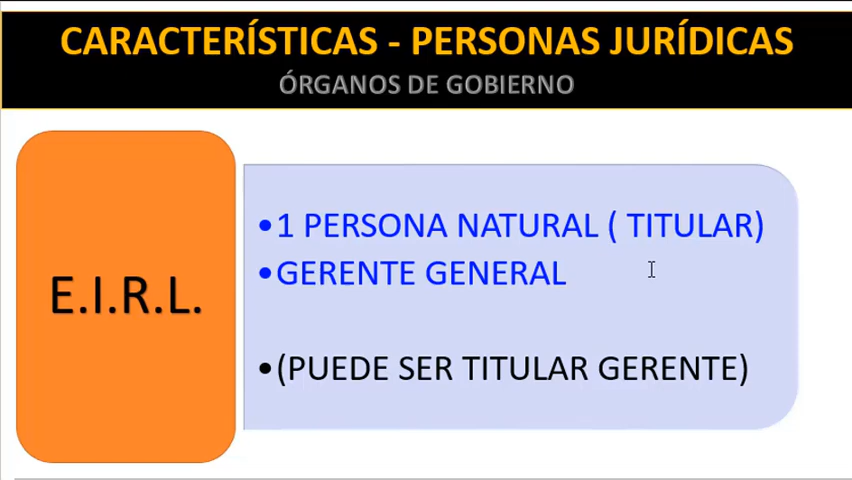 CARACTERÍSTICAS - PERSONAS JURÍDICAS
ÓRGANOS DE GOBIERNO
E.I.R.L.
•1 PERSONA NATURAL ( TITULAR)
•GERENTE GENERAL
•(PUEDE SER TITULAR GERENTE)